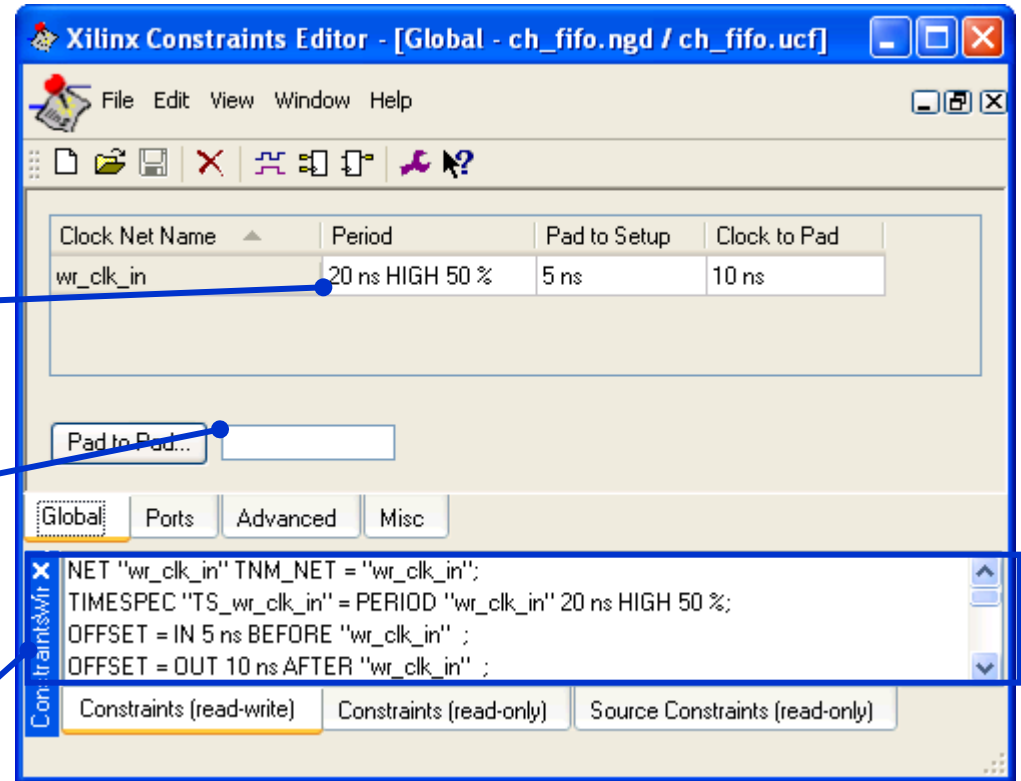 Xilinx Constraints Editor - [Global - ch_fifo.ngd / ch_fifo.ucf]
File Edit View Window Help
Clock Net Name Period Pad to Setup Clock to Pad
wr_clk_in 20 ns HIGH 50 % 5 ns 10 ns
Pad to Pad...
Global Ports Advanced Misc
NET "wr_clk_in" TNM_NET = "wr_clk_in";
TIMESPEC "TS_wr_clk_in" = PERIOD "wr_clk_in" 20 ns HIGH 50 %;
OFFSET = IN 5 ns BEFORE "wr_clk_in" ;
OFFSET = OUT 10 ns AFTER "wr_clk_in" ;
Constraints (read-write) Constraints (read-only) Source Constraints (read-only)